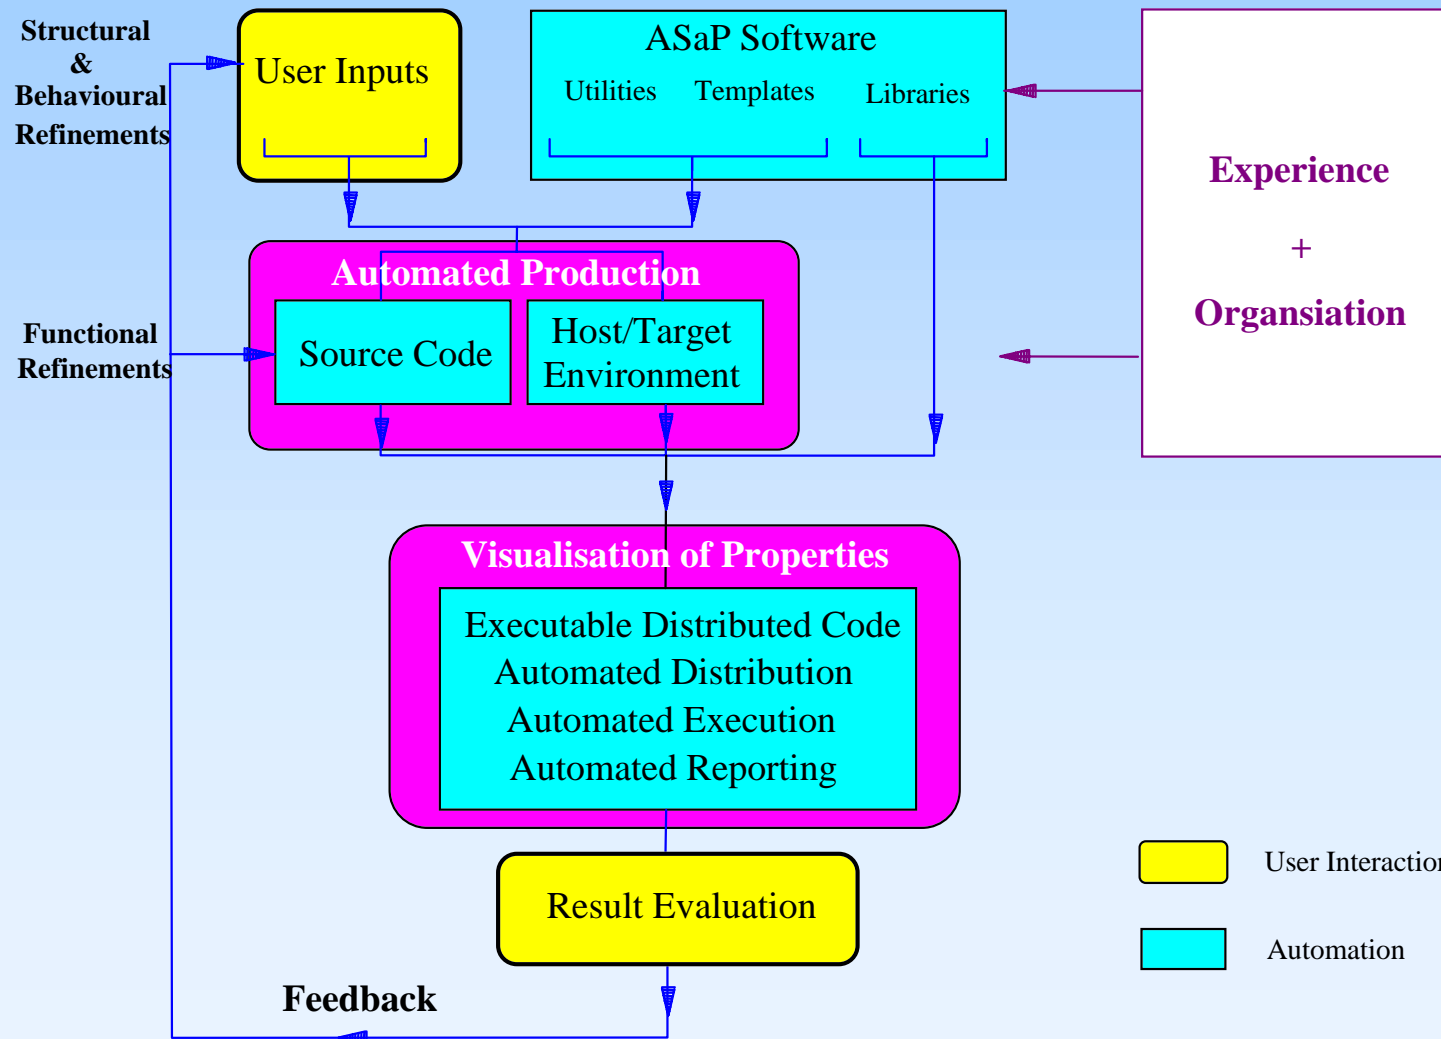 Structural
&
Behavioural
Refinements
User Inputs
ASaP Software
Utilities Templates Libraries
Experience
+
Organsiation
Automated Production
Functional
Refinements
Source Code
Host/Target
Environment
Visualisation of Properties
Executable Distributed Code
Automated Distribution
Automated Execution
Automated Reporting
User Interaction
Result Evaluation
Automation
Feedback